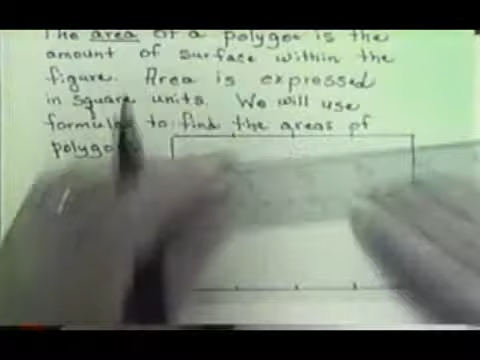 The area of a polygon is the
amount of surface within the
figure. Area is expressed
in square units. We will use
formulas to find the areas of
polygons.